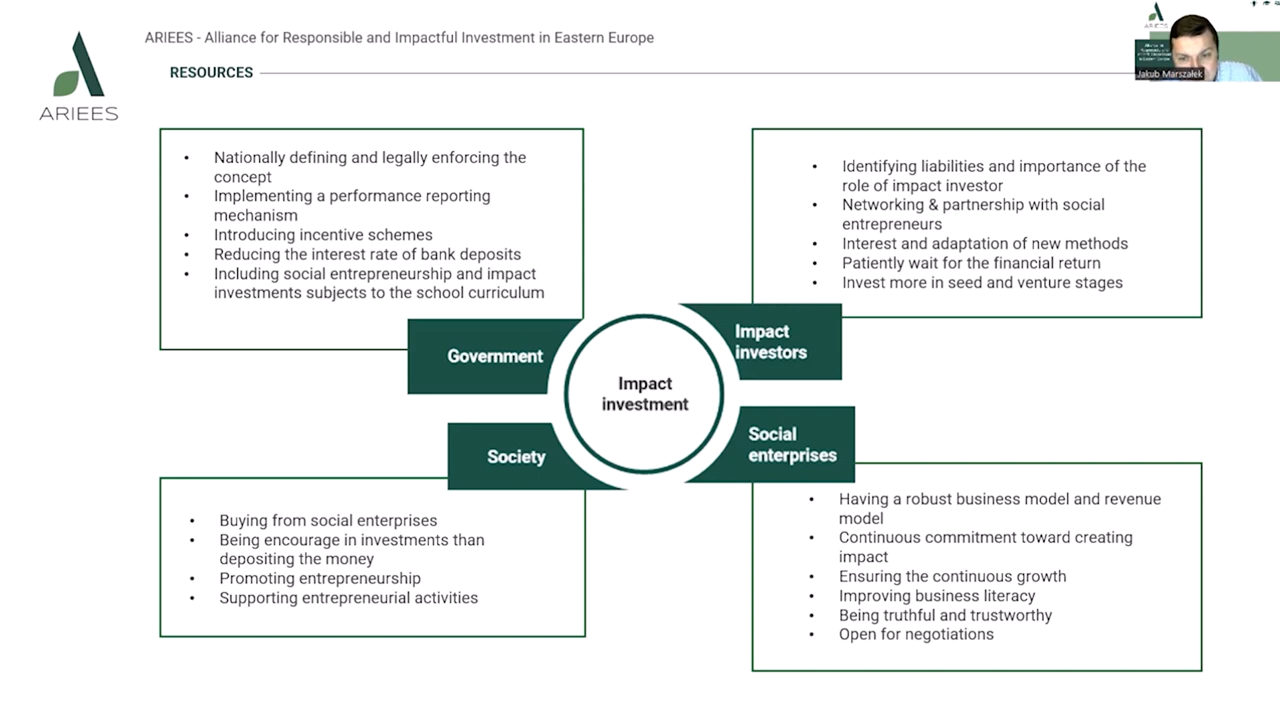 ARIEES - Alliance for Responsible and Impactful Investment in Eastern Europe
RESOURCES
ARIEES
ARIEES
Jakub Marszałek
• Nationally defining and legally enforcing the
concept
• Implementing a performance reporting
mechanism
• Introducing incentive schemes
• Reducing the interest rate of bank deposits
• Including social entrepreneurship and impact
investments subjects to the school curriculum
Government
• Identifying liabilities and importance of the
role of impact investor
• Networking & partnership with social
entrepreneurs
• Interest and adaptation of new methods
• Patiently wait for the financial return
• Invest more in seed and venture stages
Impact
investors
Impact
investment
Society
• Buying from social enterprises
• Being encourage in investments than
depositing the money
• Promoting entrepreneurship
• Supporting entrepreneurial activities
Social
enterprises
• Having a robust business model and revenue
model
• Continuous commitment toward creating
impact
• Ensuring the continuous growth
• Improving business literacy
• Being truthful and trustworthy
• Open for negotiations